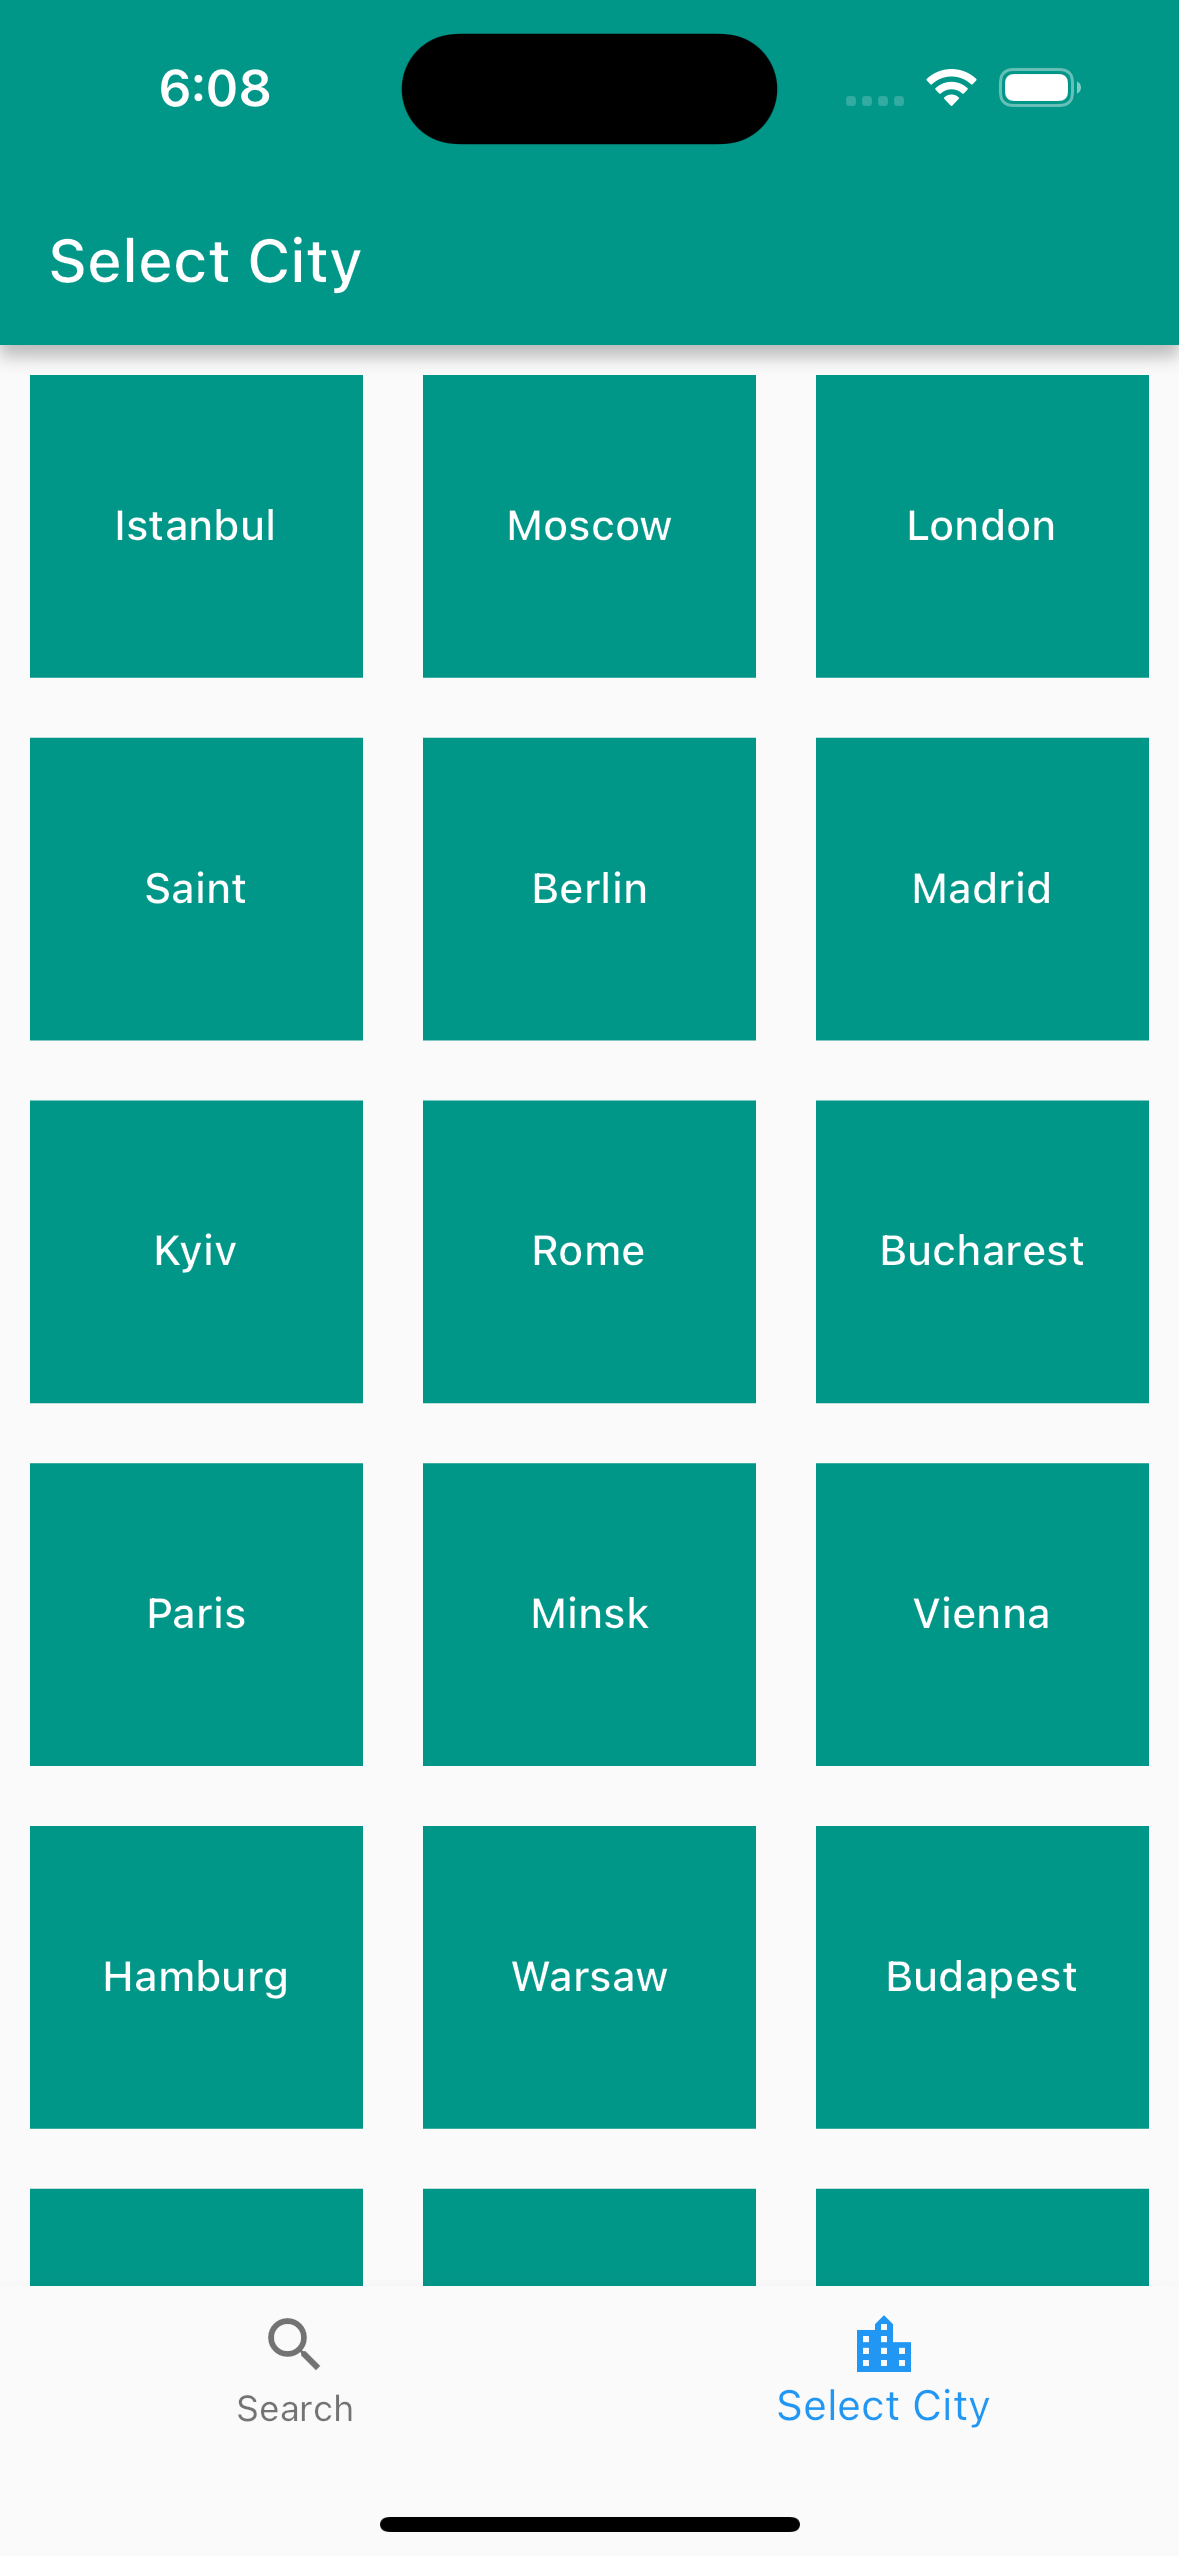 6:08
Select City
Istanbul
Moscow
London
Saint
Berlin
Madrid
Kyiv
Rome
Bucharest
Paris
Minsk
Vienna
Hamburg
Warsaw
Budapest
Search
Select City